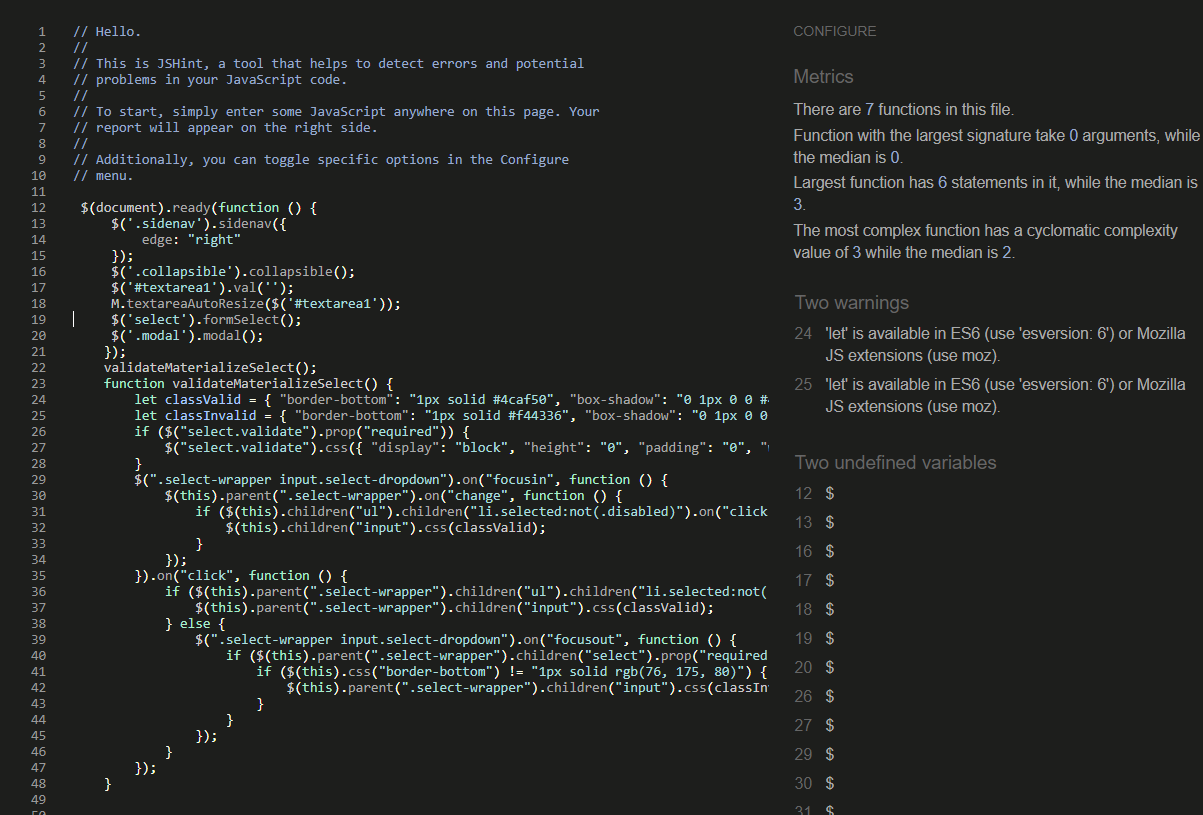 1 // Hello.
2 //
3 // This is JSHint, a tool that helps to detect errors and potential
4 // problems in your JavaScript code.
5 //
6 // To start, simply enter some JavaScript anywhere on this page. Your
7 // report will appear on the right side.
8 //
9 // Additionally, you can toggle specific options in the Configure
10 // menu.
11
12 $(document).ready(function () {
13 $('.sidenav').sidenav({
14 edge: "right"
15 });
16 $('.collapsible').collapsible();
17 $('#textarea1').val('');
18 M.textareaAutoResize($('#textarea1'));
19 $('select').formSelect();
20 $('.modal').modal();
21 });
22 validateMaterializeSelect();
23 function validateMaterializeSelect() {
24 let classValid = { "border-bottom": "1px solid #4caf50", "box-shadow": "0 1px 0 0 #
25 let classInvalid = { "border-bottom": "1px solid #f44336", "box-shadow": "0 1px 0 0
26 if ($("select.validate").prop("required")) {
27 $("select.validate").css({ "display": "block", "height": "0", "padding": "0", "
28 }
29 $(".select-wrapper input.select-dropdown").on("focusin", function () {
30 $(this).parent(".select-wrapper").on("change", function () {
31 if ($(this).children("ul").children("li.selected:not(.disabled)").on("click
32 $(this).children("input").css(classValid);
33 }
34 });
35 }).on("click", function () {
36 if ($(this).parent(".select-wrapper").children("ul").children("li.selected:not(
37 $(this).parent(".select-wrapper").children("input").css(classValid);
38 } else {
39 $(".select-wrapper input.select-dropdown").on("focusout", function () {
40 if ($(this).parent(".select-wrapper").children("select").prop("required
41 if ($(this).css("border-bottom") != "1px solid rgb(76, 175, 80)") {
42 $(this).parent(".select-wrapper").children("input").css(classIn
43 }
44 }
45 });
46 }
47 });
48 }
49
CONFIGURE
Metrics
There are 7 functions in this file.
Function with the largest signature take 0 arguments, while
the median is 0.
Largest function has 6 statements in it, while the median is
3.
The most complex function has a cyclomatic complexity
value of 3 while the median is 2.
Two warnings
24 'let' is available in ES6 (use 'esversion: 6') or Mozilla
JS extensions (use moz).
25 'let' is available in ES6 (use 'esversion: 6') or Mozilla
JS extensions (use moz).
Two undefined variables
12 $
13 $
16 $
17 $
18 $
19 $
20 $
26 $
27 $
29 $
30 $
31 $